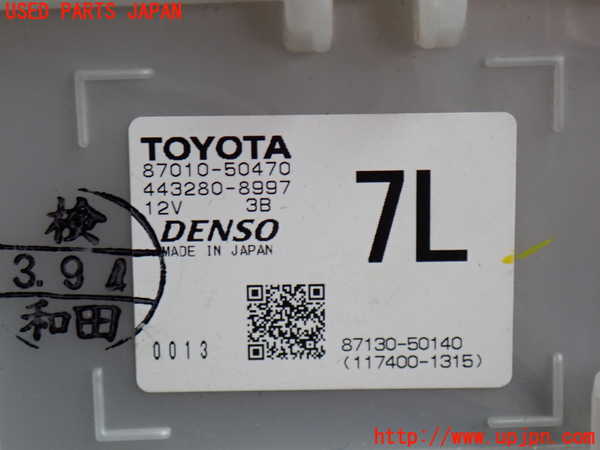 USED PARTS JAPAN
TOYOTA
87010-50470
443280-8997
12V 3B
DENSO
MADE IN JAPAN
7L
検
3.9
和田
0013
87130-50140
(117400-1315)
http://www.upjpn.com/